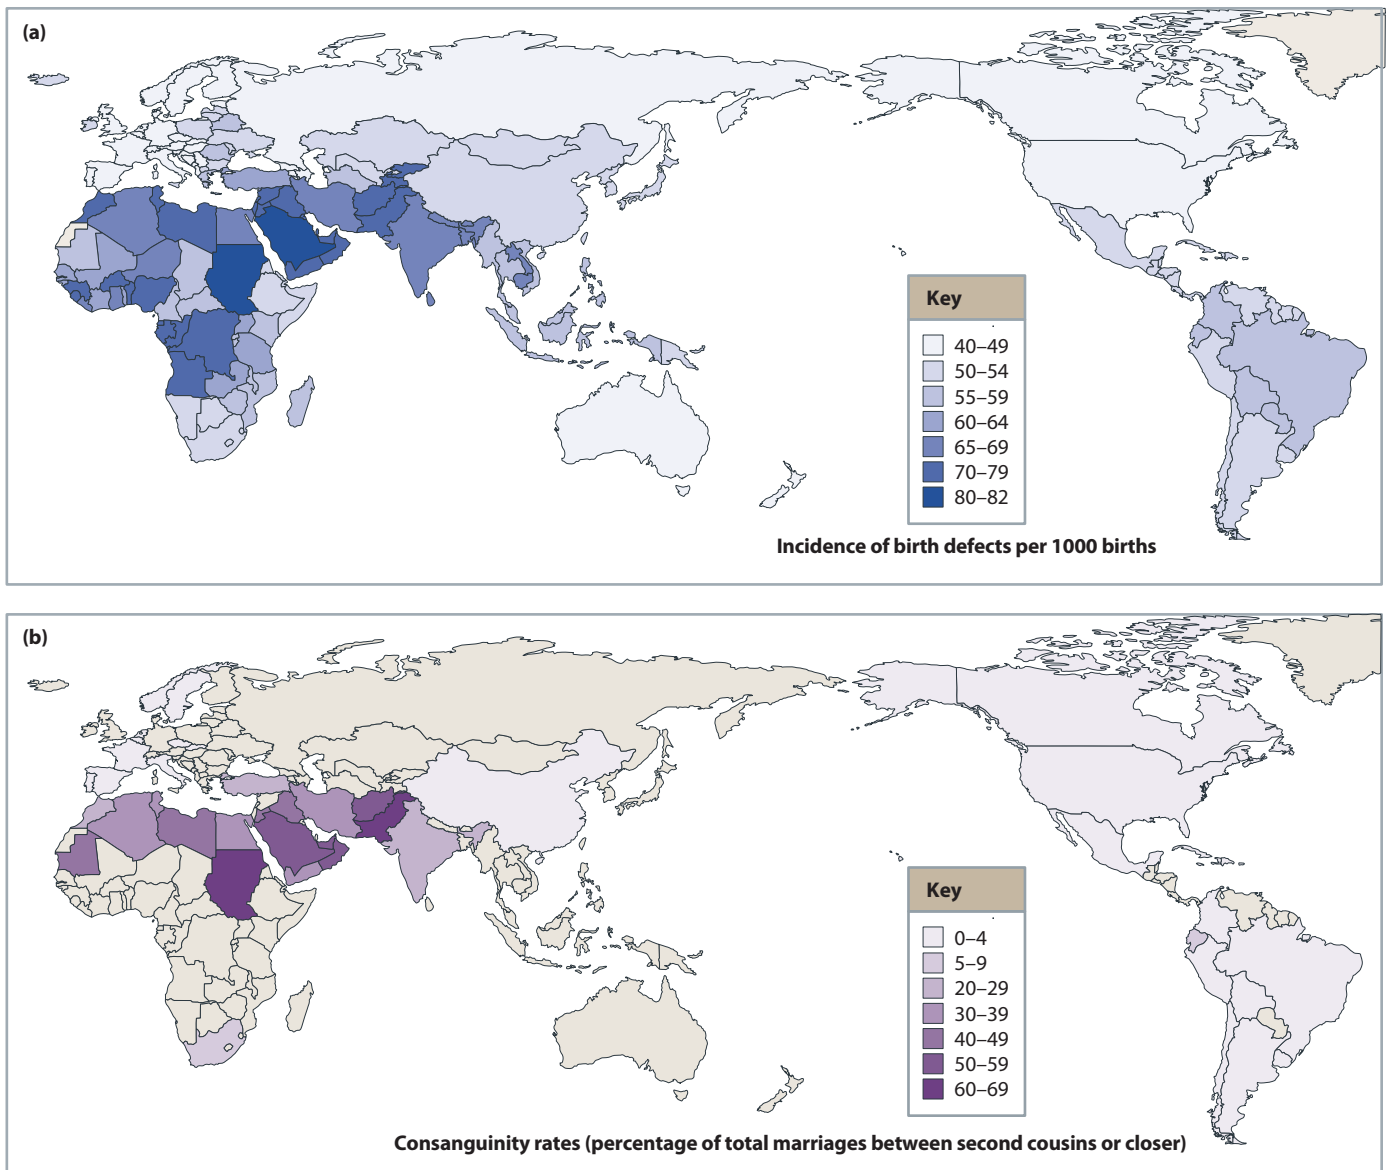 (a)
Key
40–49
50–54
55–59
60–64
65–69
70–79
80–82
Incidence of birth defects per 1000 births
(b)
Key
0–4
5–9
20–29
30–39
40–49
50–59
60–69
Consanguinity rates (percentage of total marriages between second cousins or closer)